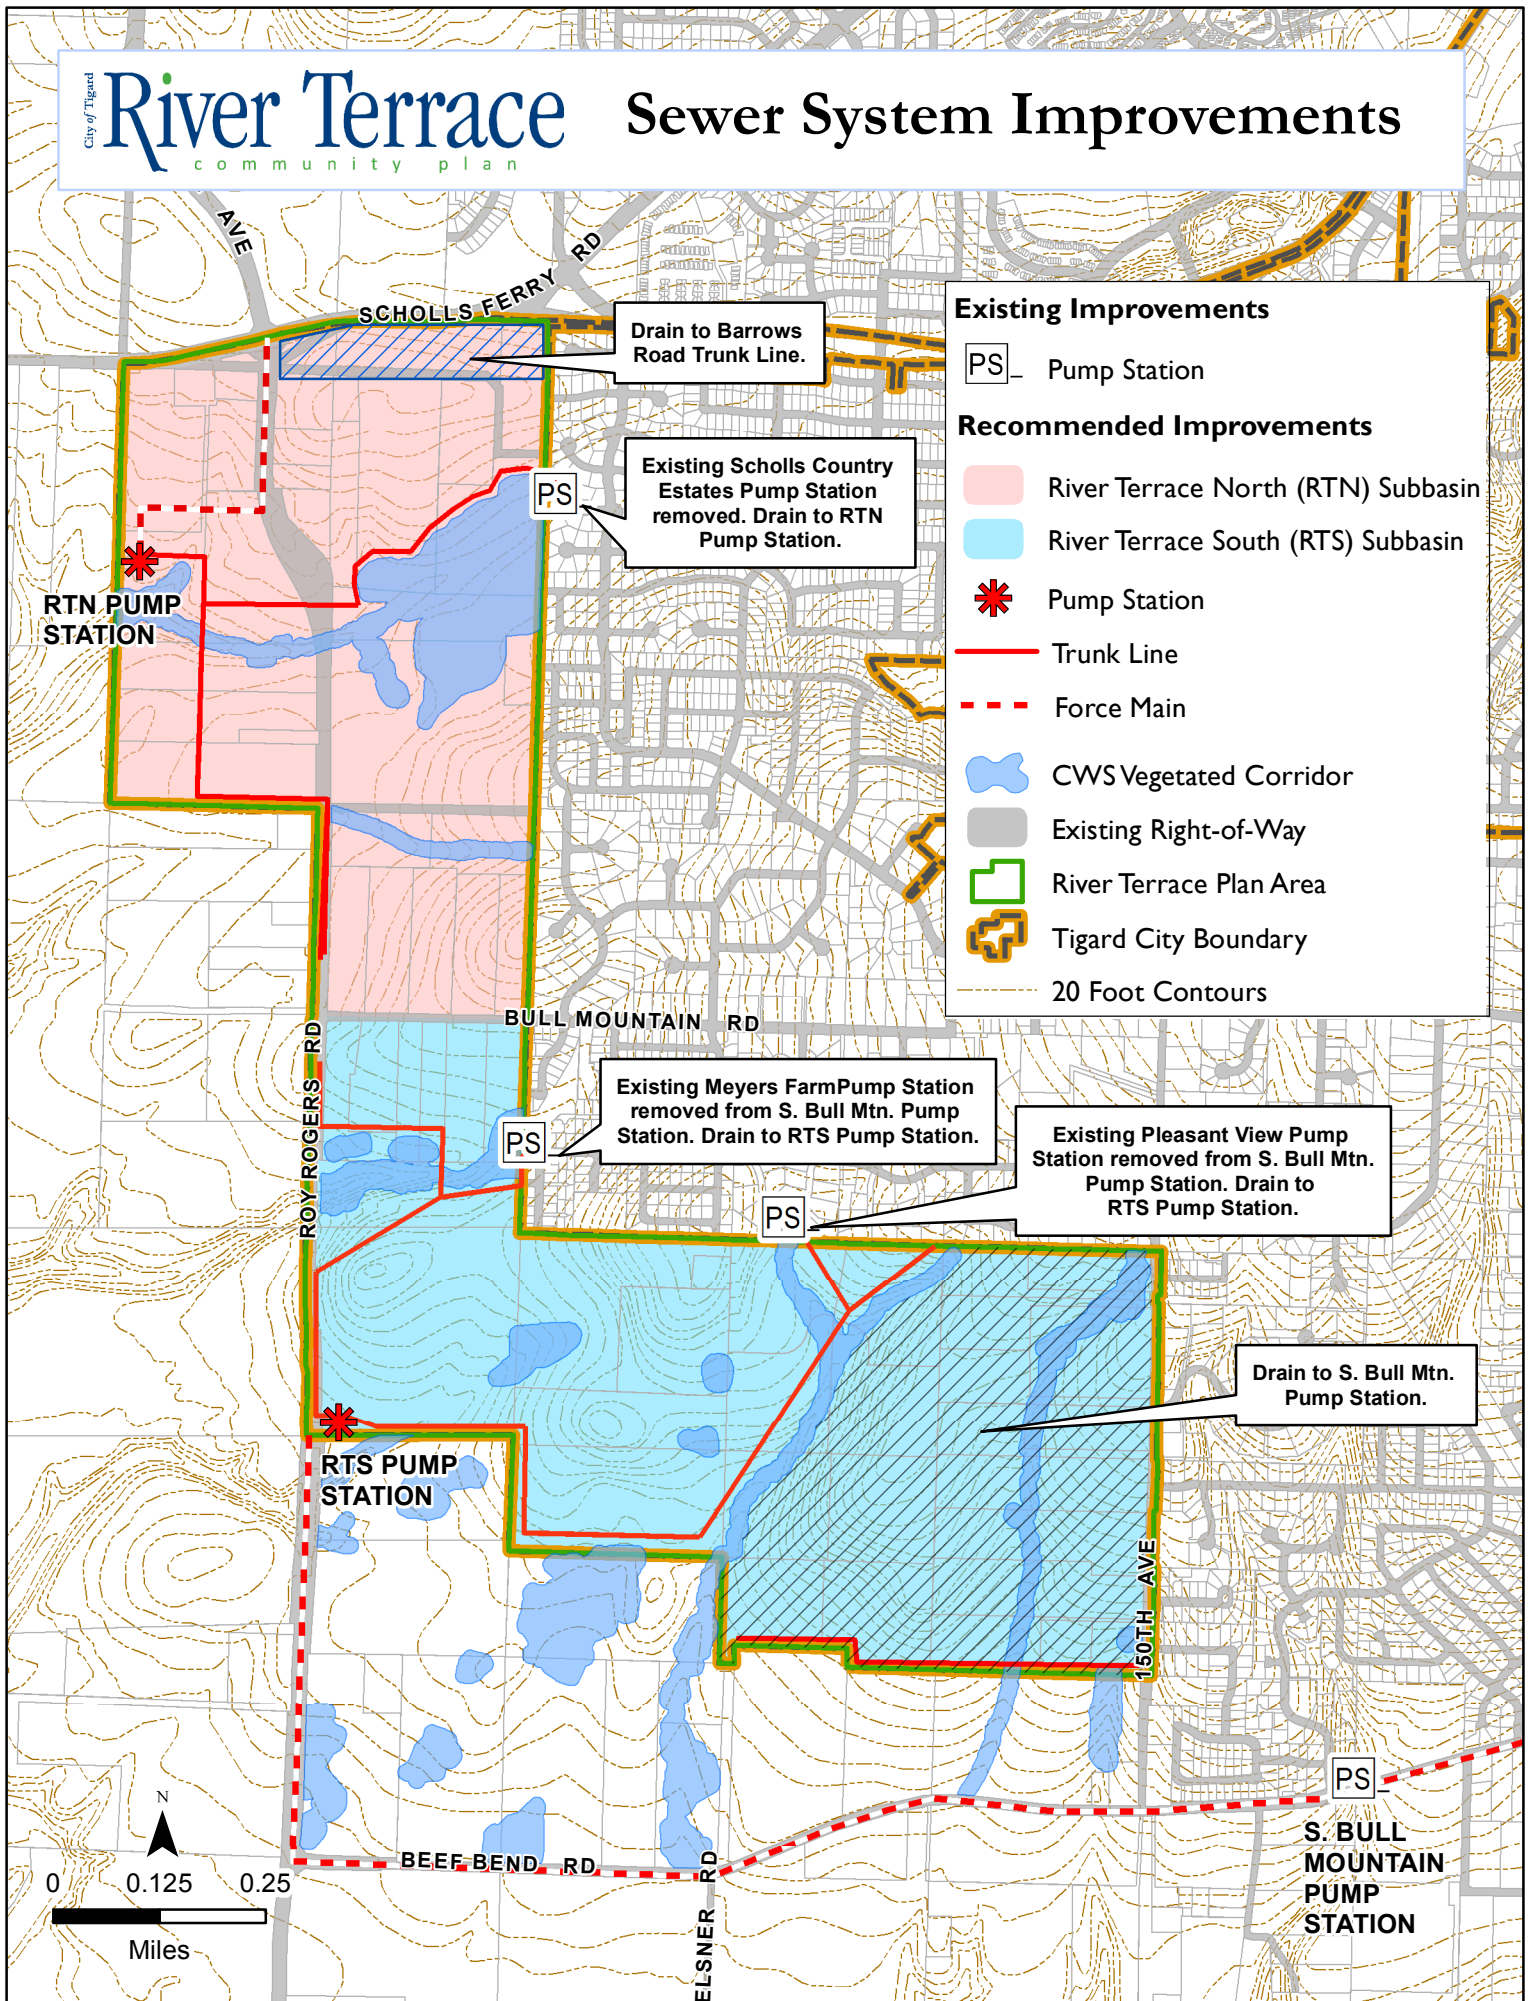 City of Tigard
River Terrace
community plan
Sewer System Improvements
AVE
SCHOLLS FERRY RD
Drain to Barrows
Road Trunk Line.
Existing Improvements
PS_ Pump Station
Recommended Improvements
River Terrace North (RTN) Subbasin
River Terrace South (RTS) Subbasin
Pump Station
Trunk Line
Force Main
CWS Vegetated Corridor
Existing Right-of-Way
River Terrace Plan Area
Tigard City Boundary
20 Foot Contours
Existing Scholls Country
Estates Pump Station
removed. Drain to RTN
Pump Station.
PS
RTN PUMP
STATION
BULL MOUNTAIN RD
ROY ROGERS RD
Existing Meyers FarmPump Station
removed from S. Bull Mtn. Pump
Station. Drain to RTS Pump Station.
PS_
Existing Pleasant View Pump
Station removed from S. Bull Mtn.
Pump Station. Drain to
RTS Pump Station.
PS_
Drain to S. Bull Mtn.
Pump Station.
RTS PUMP
STATION
150TH AVE
PS_
S. BULL
MOUNTAIN
PUMP
STATION
BEEF BEND RD
ELSNER RD
N
0 0.125 0.25
Miles